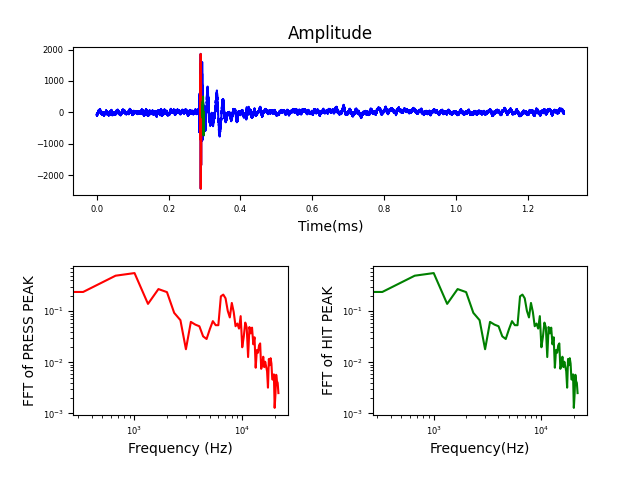 Amplitude
2000
1000
0
−1000
−2000
0.0 0.2 0.4 0.6 0.8 1.0 1.2
Time(ms)
FFT of PRESS PEAK
10⁻¹
10⁻²
10⁻³
10³ 10⁴
Frequency (Hz)
FFT of HIT PEAK
10⁻¹
10⁻²
10⁻³
10³ 10⁴
Frequency(Hz)